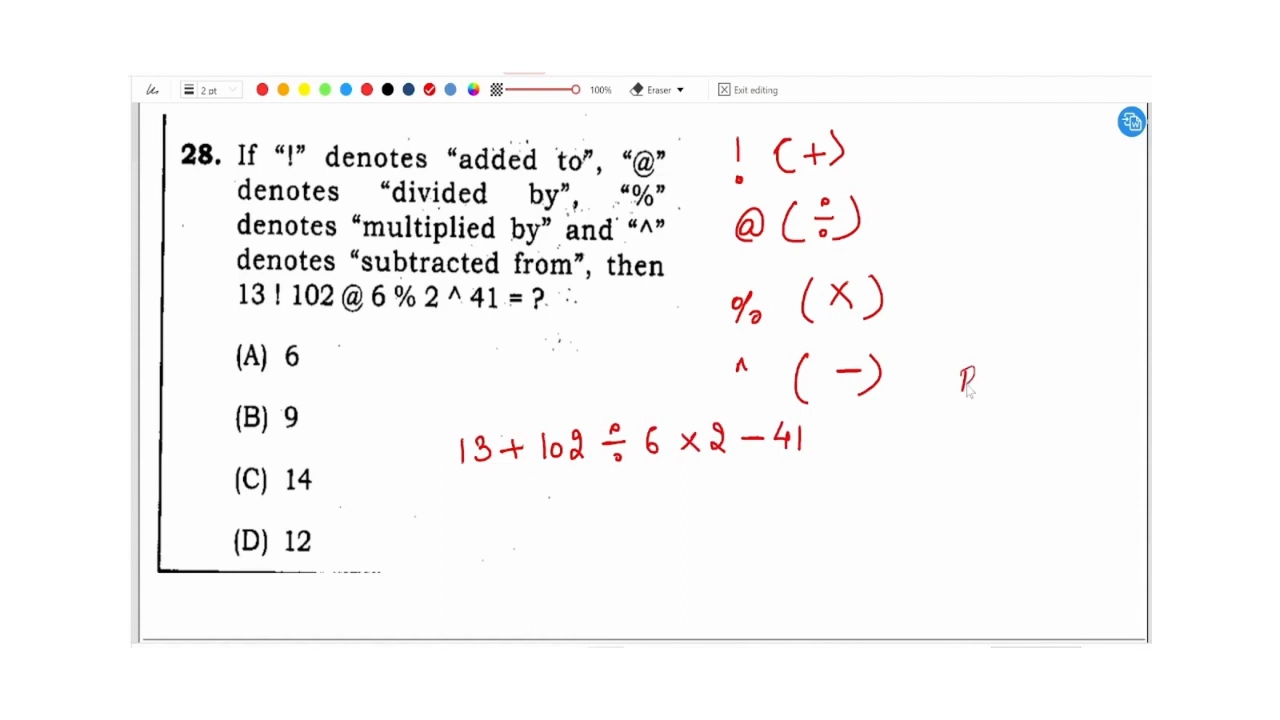 2 pt
100%
Eraser
Exit editing
28. If “!” denotes “added to”, “@”
denotes “divided by”, “%”
denotes “multiplied by” and “^”
denotes “subtracted from”, then
13 ! 102 @ 6 % 2 ^ 41 = ?
(A) 6
(B) 9
(C) 14
(D) 12
! (+)
@ (÷)
% (×)
^ (−)
13 + 102 ÷ 6 × 2 − 41